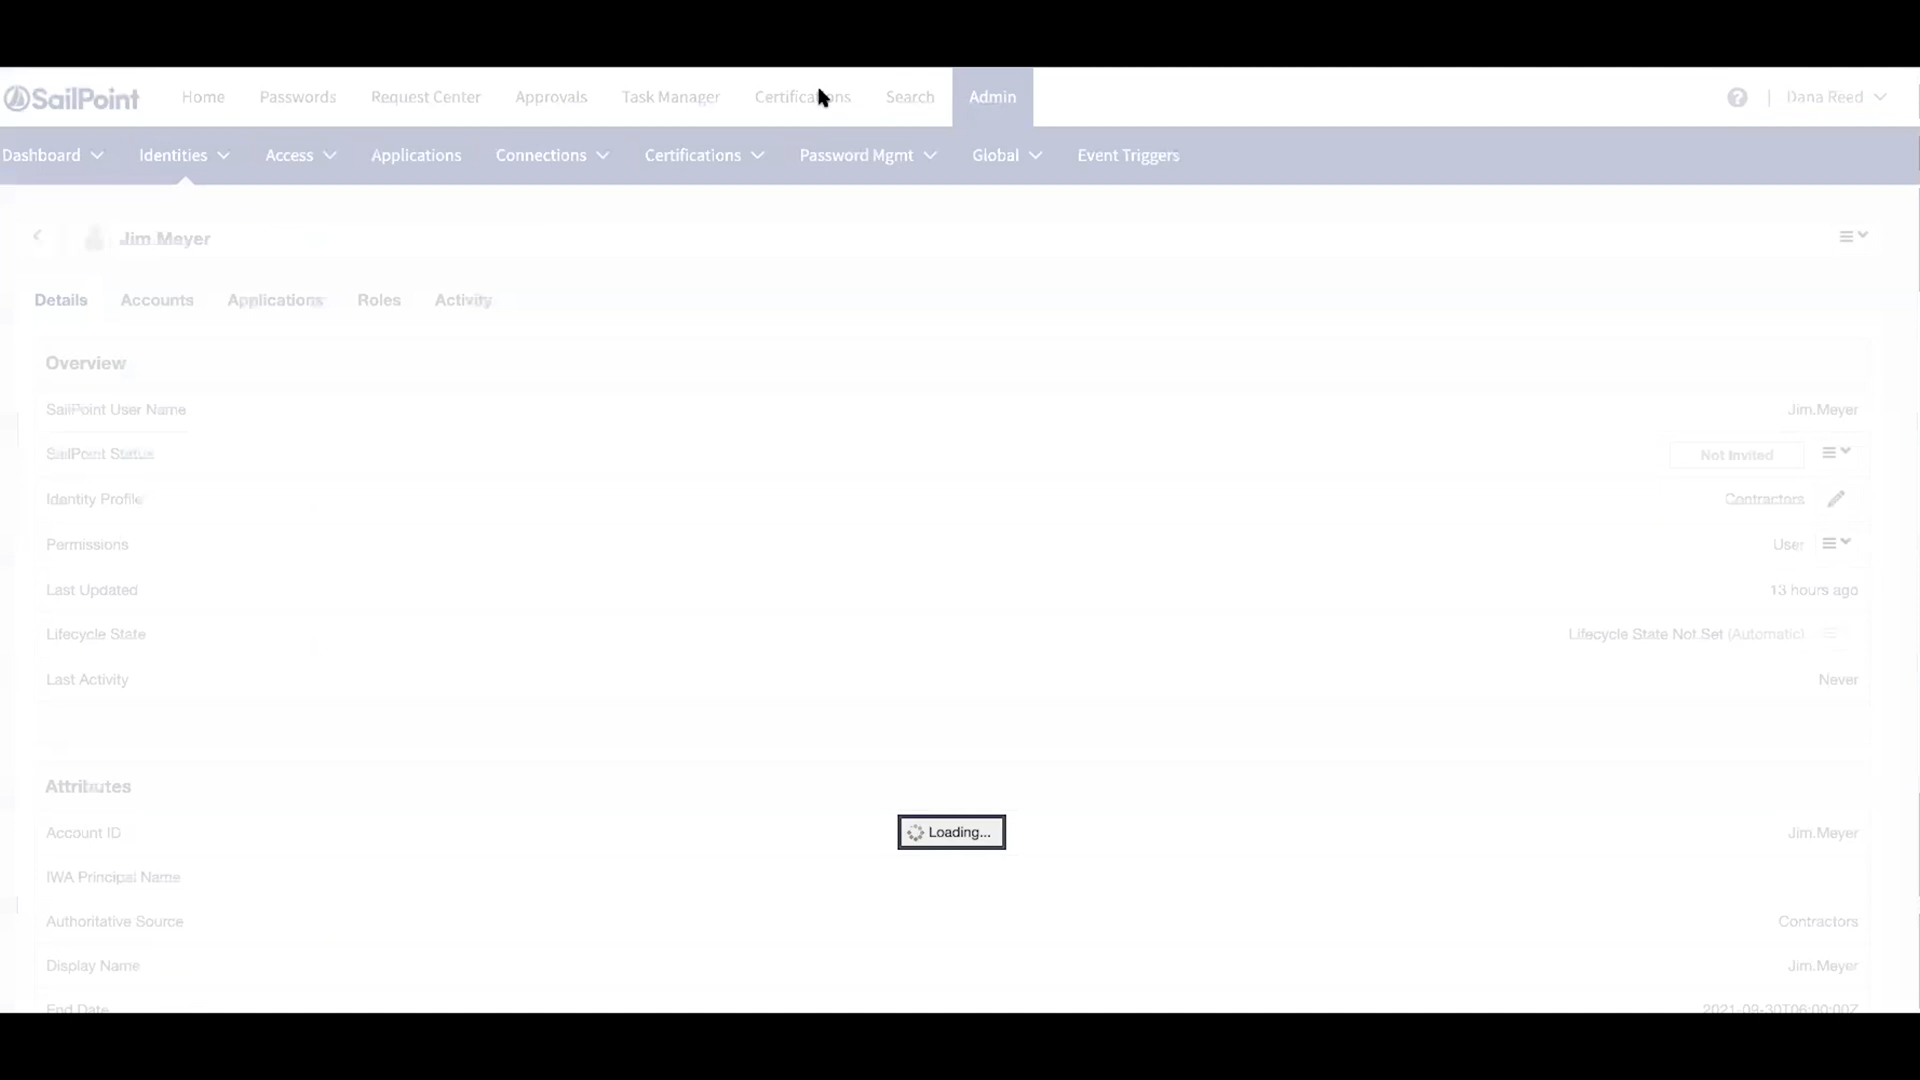 SailPoint Home Passwords Request Center Approvals Task Manager Certifications Search Admin Dana Reed
Dashboard Identities Access Applications Connections Certifications Password Mgmt Global Event Triggers
Jim Meyer
Details Accounts Applications Roles Activity
Overview
SailPoint User Name Jim.Meyer
SailPoint Status Not Invited
Identity Profile Contractors
Permissions User
Last Updated 13 hours ago
Lifecycle State Lifecycle State Not Set (Automatic)
Last Activity Never
Attributes
Loading...
Account ID Jim.Meyer
IWA Principal Name
Authoritative Source Contractors
Display Name Jim.Meyer
End Date 2021-09-30T06:00:00Z